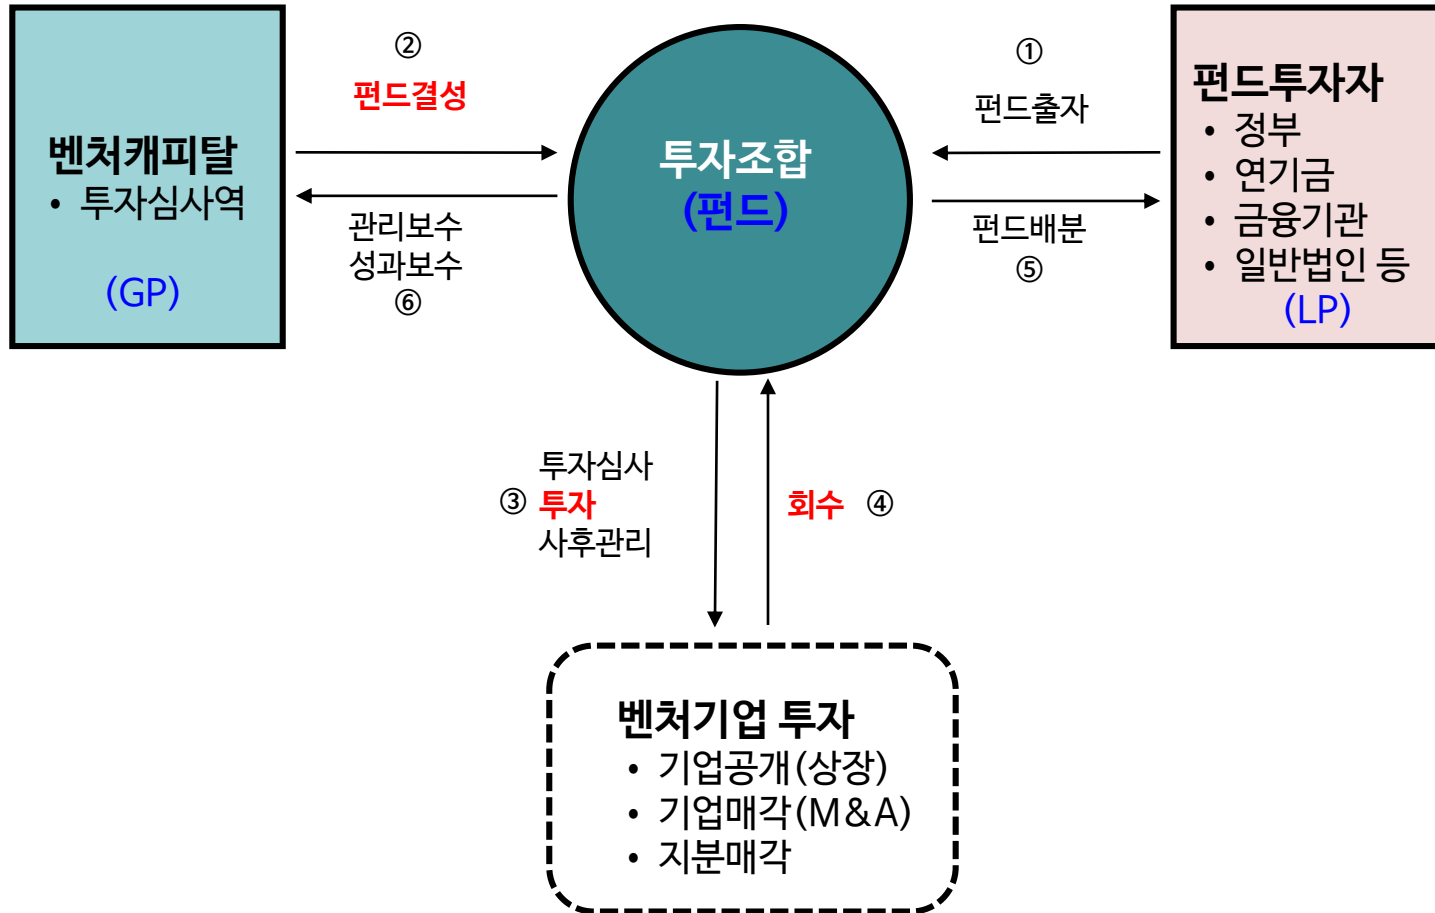 벤처캐피탈
• 투자심사역
(GP)
②
펀드결성
관리보수
성과보수
⑥
투자조합
(펀드)
①
펀드출자
펀드배분
⑤
펀드투자자
• 정부
• 연기금
• 금융기관
• 일반법인 등
(LP)
③
투자심사
투자
사후관리
회수 ④
벤처기업 투자
• 기업공개(상장)
• 기업매각(M&A)
• 지분매각